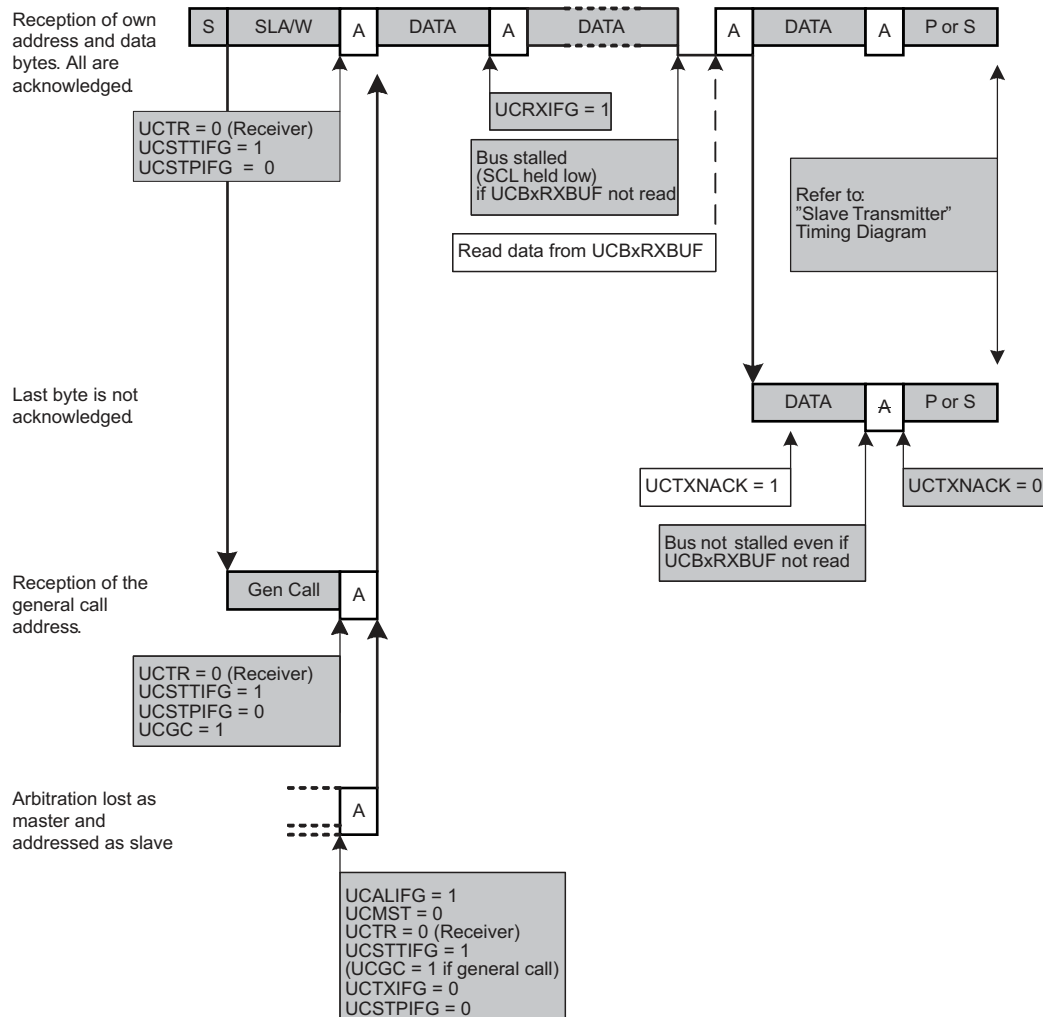 Reception of own
address and data
bytes. All are
acknowledged.
S SLA/W A DATA A DATA A DATA A P or S
UCTR = 0 (Receiver)
UCSTTIFG = 1
UCSTPIFG = 0
UCRXIFG = 1
Bus stalled
(SCL held low)
if UCBxRXBUF not read
Read data from UCBxRXBUF
Refer to:
”Slave Transmitter”
Timing Diagram
Last byte is not
acknowledged.
DATA A P or S
UCTXNACK = 1
UCTXNACK = 0
Bus not stalled even if
UCBxRXBUF not read
Reception of the
general call
address.
Gen Call A
UCTR = 0 (Receiver)
UCSTTIFG = 1
UCSTPIFG = 0
UCGC = 1
Arbitration lost as
master and
addressed as slave
A
UCALIFG = 1
UCMST = 0
UCTR = 0 (Receiver)
UCSTTIFG = 1
(UCGC = 1 if general call)
UCTXIFG = 0
UCSTPIFG = 0